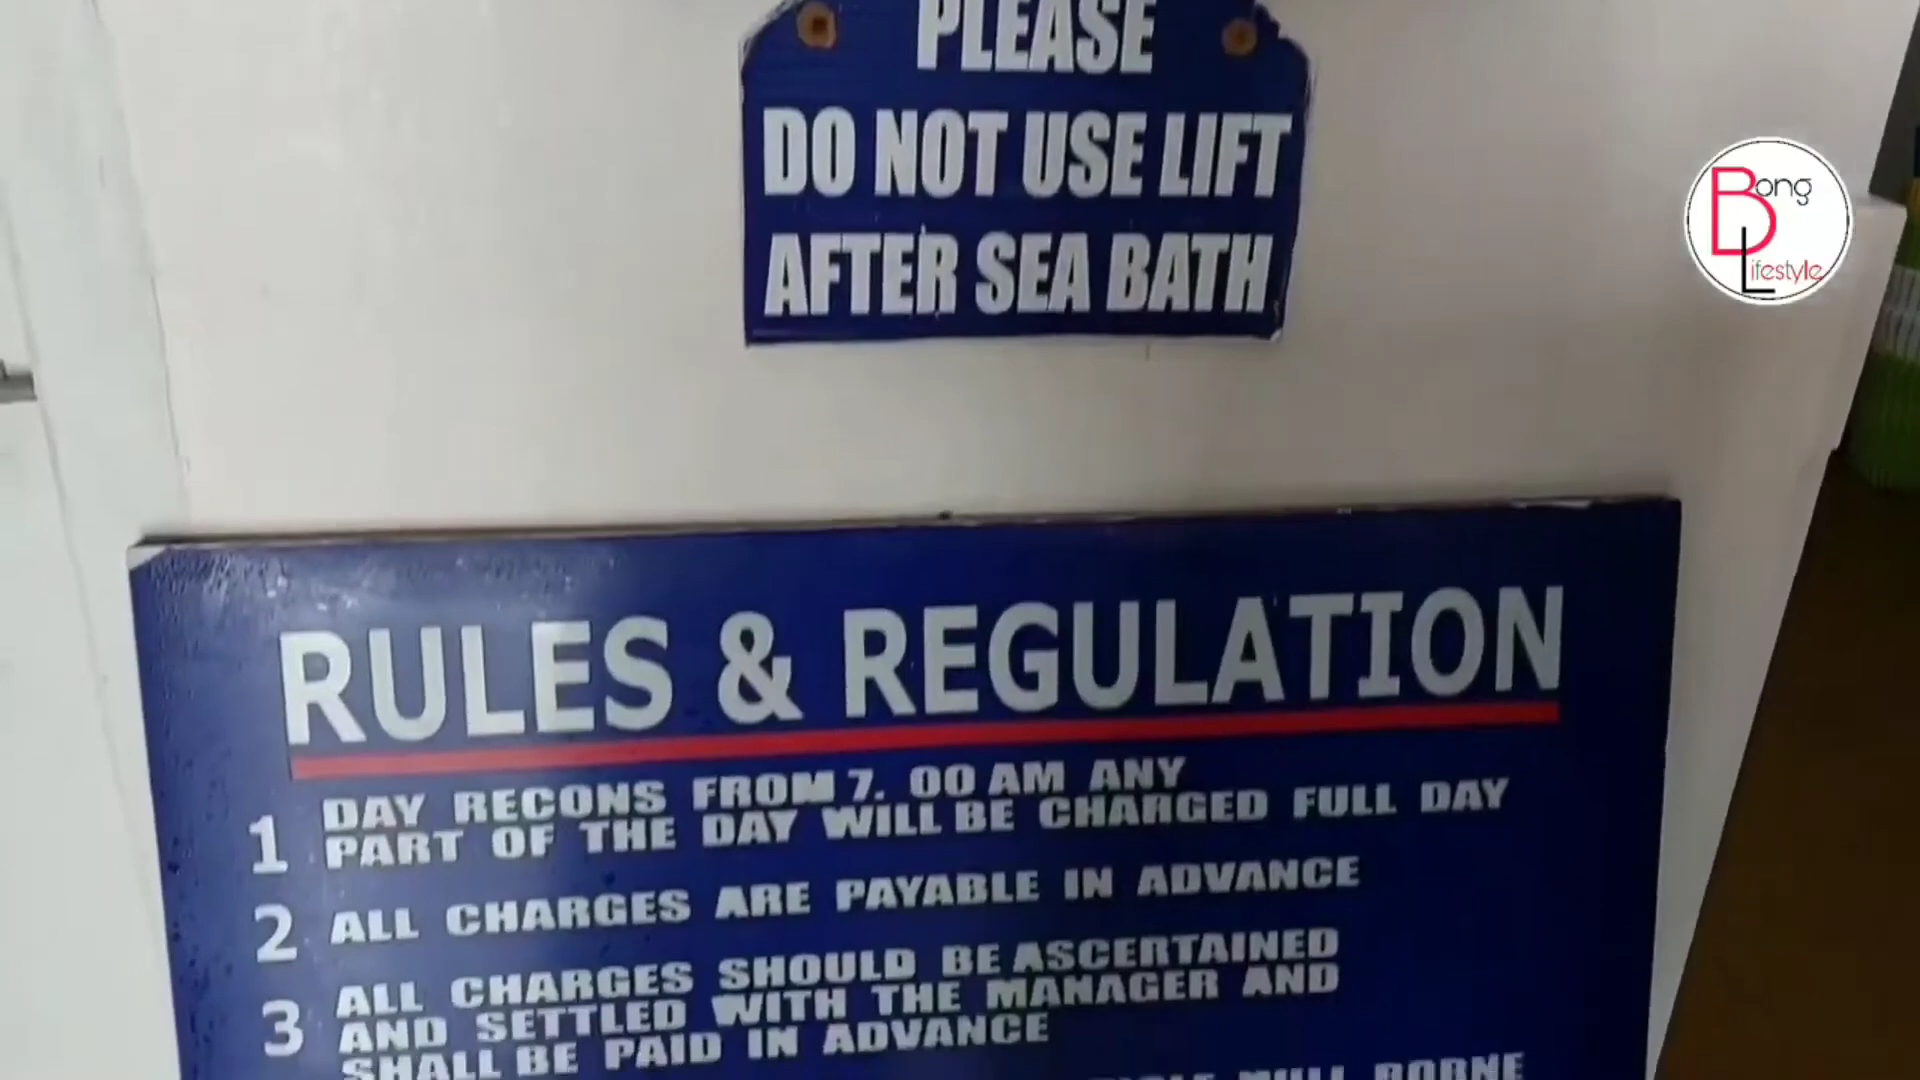 PLEASE
DO NOT USE LIFT
AFTER SEA BATH
Bong
Lifestyle
RULES & REGULATION
1 DAY RECONS FROM 7. 00 AM ANY
PART OF THE DAY WILL BE CHARGED FULL DAY
2 ALL CHARGES ARE PAYABLE IN ADVANCE
3 ALL CHARGES SHOULD BE ASCERTAINED
AND SETTLED WITH THE MANAGER AND
SHALL BE PAID IN ADVANCE